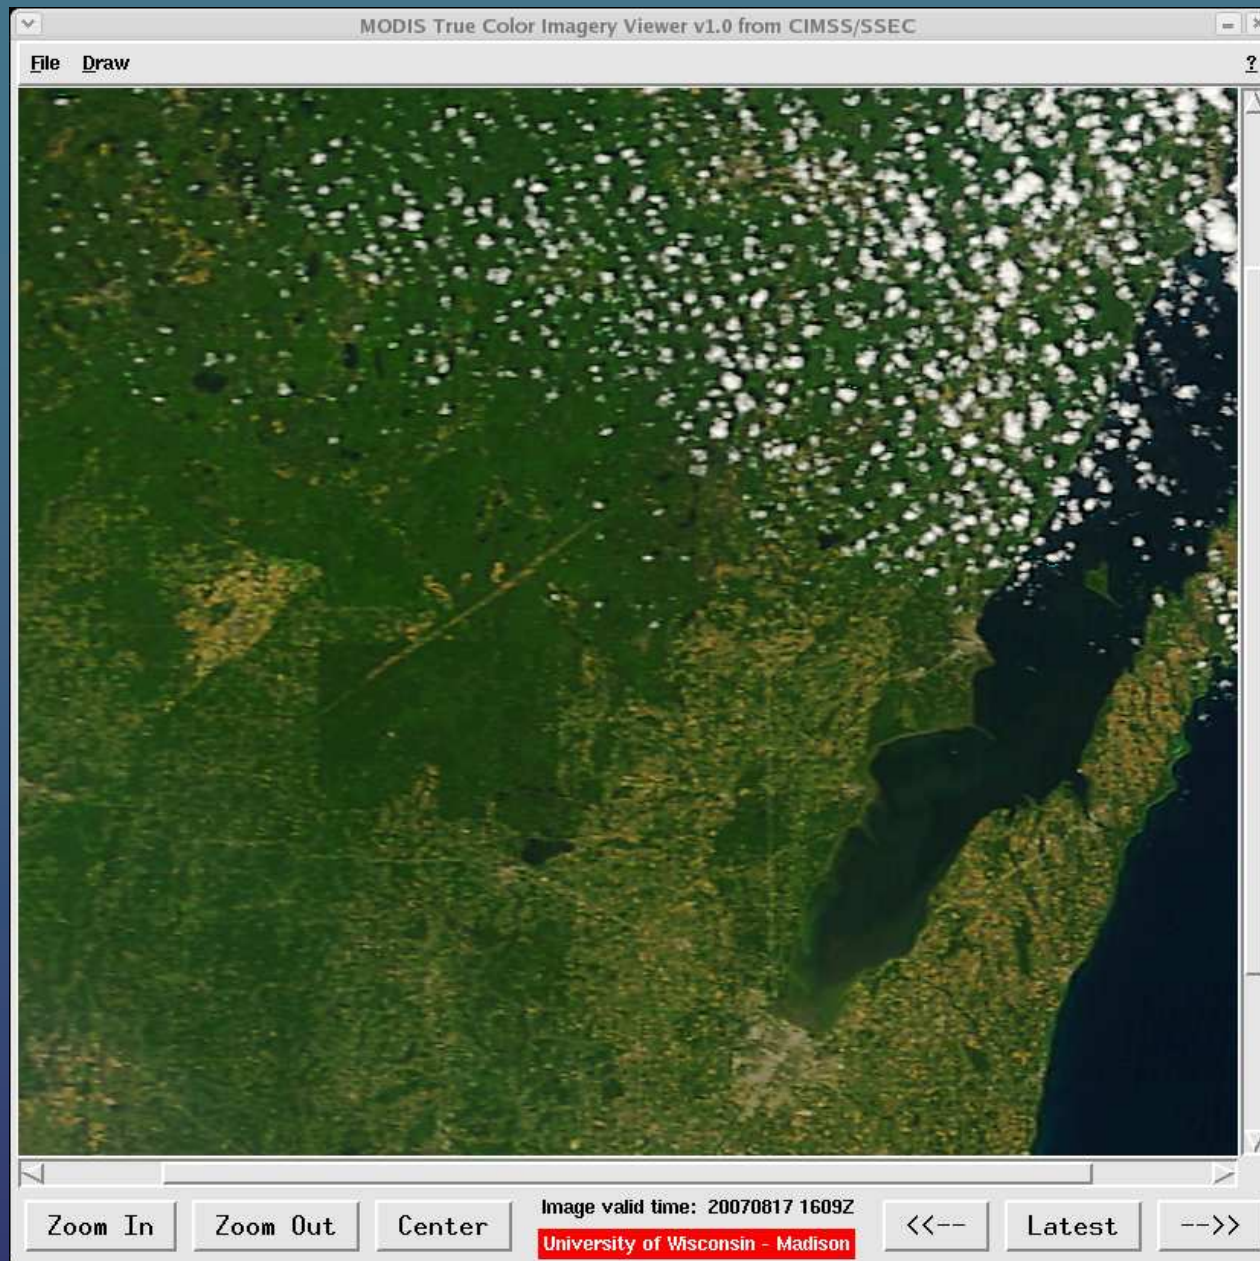 MODIS True Color Imagery Viewer v1.0 from CIMSS/SSEC
File Draw ?
Zoom In
Zoom Out
Center
Image valid time: 20070817 1609Z
University of Wisconsin - Madison
<<--
Latest
-->>